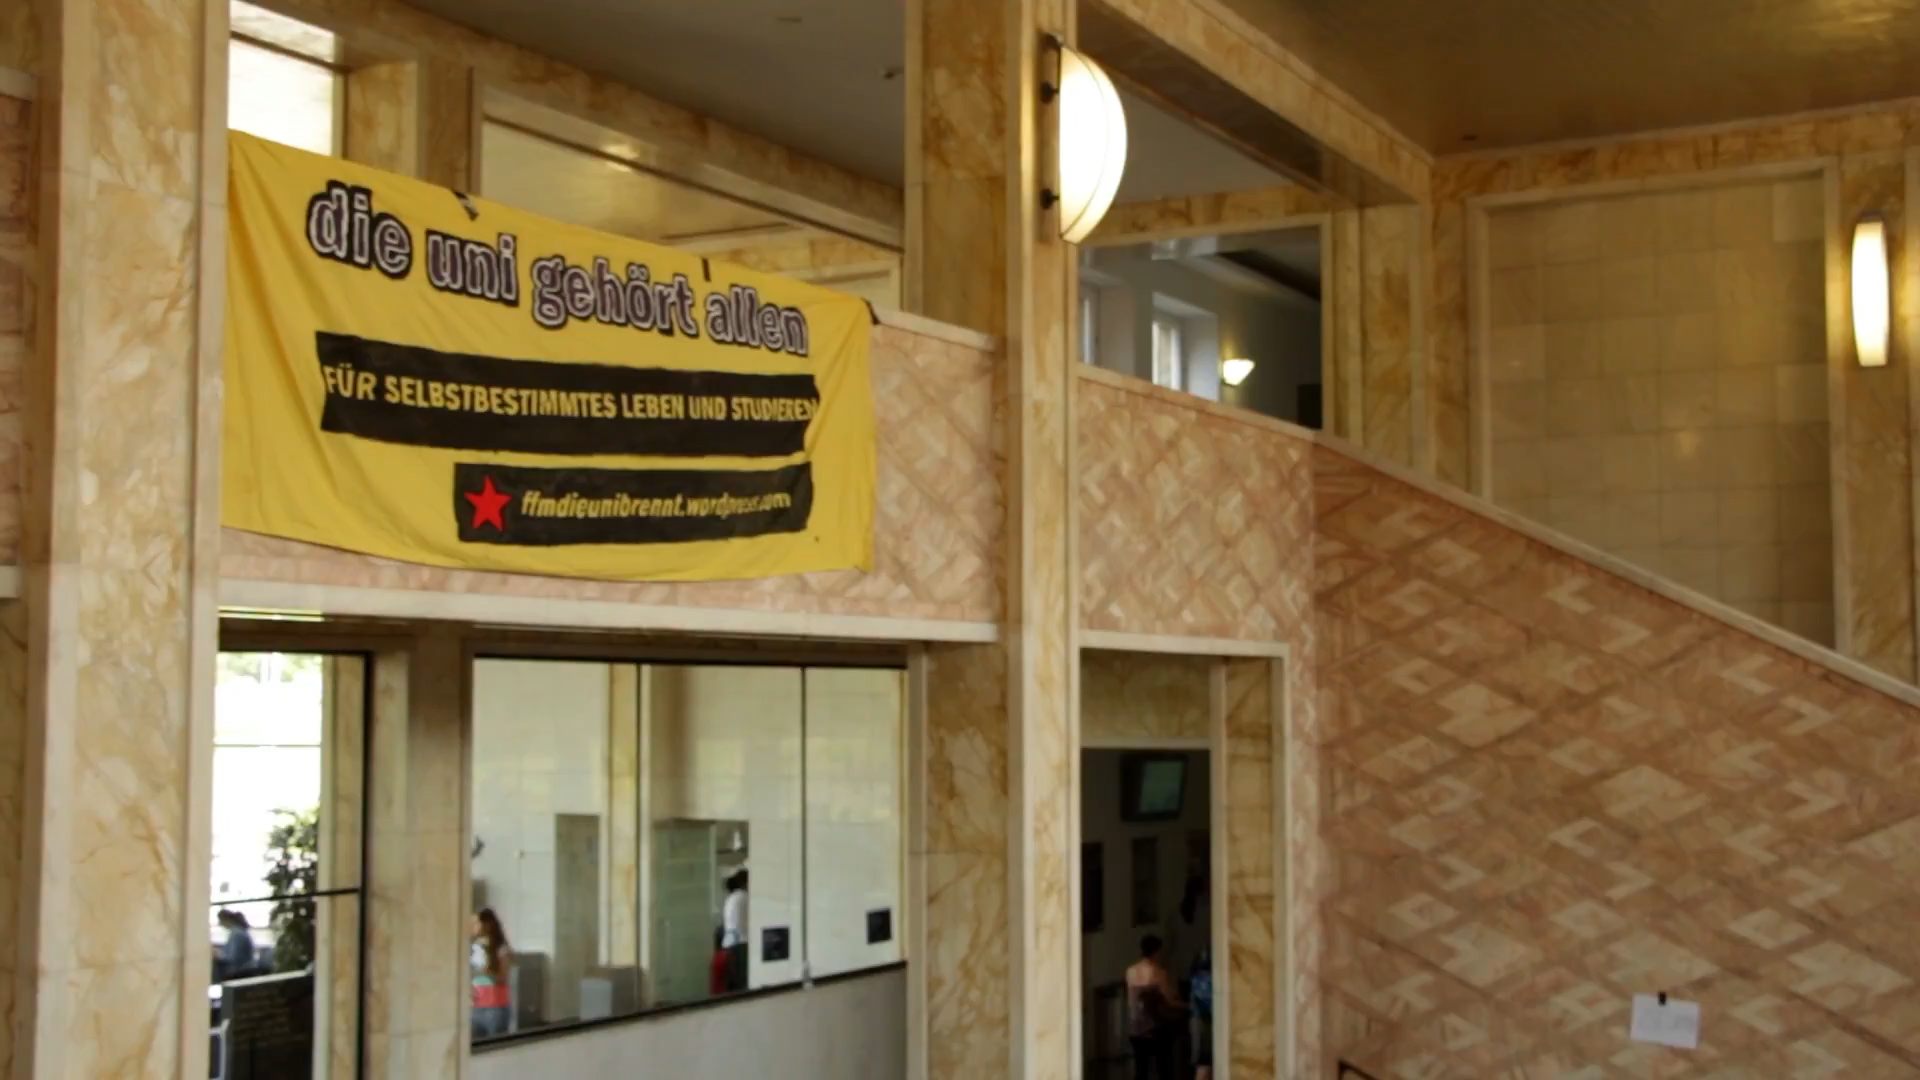 die uni gehört allen
FÜR SELBSTBESTIMMTES LEBEN UND STUDIEREN
ffmdieunibrennt.wordpress.com